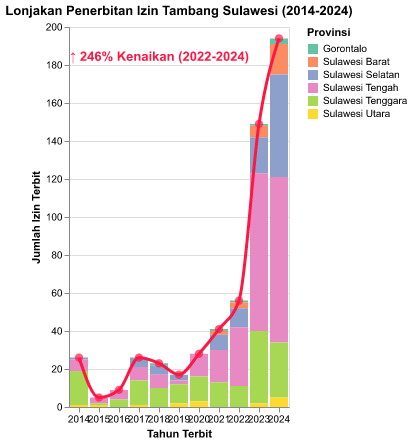 Lonjakan Penerbitan Izin Tambang Sulawesi (2014-2024)
↑ 246% Kenaikan (2022-2024)
Provinsi
Gorontalo
Sulawesi Barat
Sulawesi Selatan
Sulawesi Tengah
Sulawesi Tenggara
Sulawesi Utara
Jumlah Izin Terbit
200
180
160
140
120
100
80
60
40
20
0
2014 2015 2016 2017 2018 2019 2020 2021 2022 2023 2024
Tahun Terbit